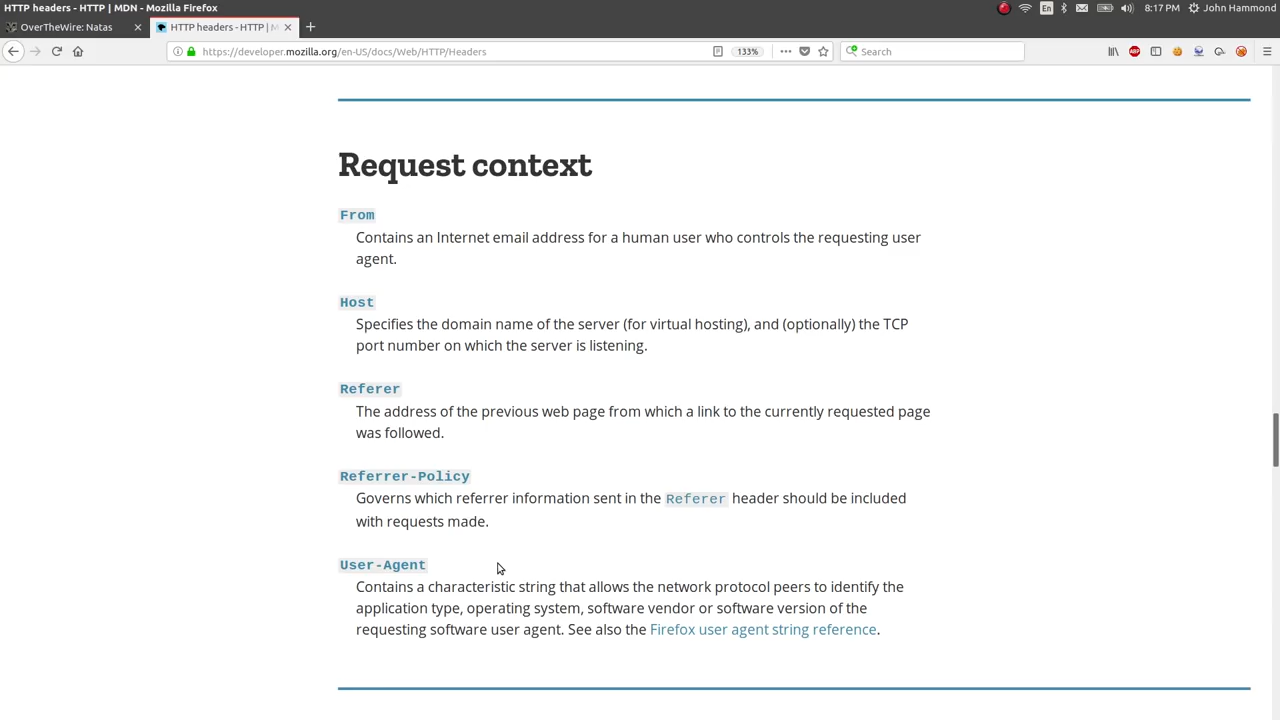 HTTP headers - HTTP | MDN - Mozilla Firefox
En
8:17 PM
John Hammond
OverTheWire: Natas
HTTP headers - HTTP | M
https://developer.mozilla.org/en-US/docs/Web/HTTP/Headers
133%
Search
ABP
Request context
From
Contains an Internet email address for a human user who controls the requesting user
agent.
Host
Specifies the domain name of the server (for virtual hosting), and (optionally) the TCP
port number on which the server is listening.
Referer
The address of the previous web page from which a link to the currently requested page
was followed.
Referrer-Policy
Governs which referrer information sent in the Referer header should be included
with requests made.
User-Agent
Contains a characteristic string that allows the network protocol peers to identify the
application type, operating system, software vendor or software version of the
requesting software user agent. See also the Firefox user agent string reference.